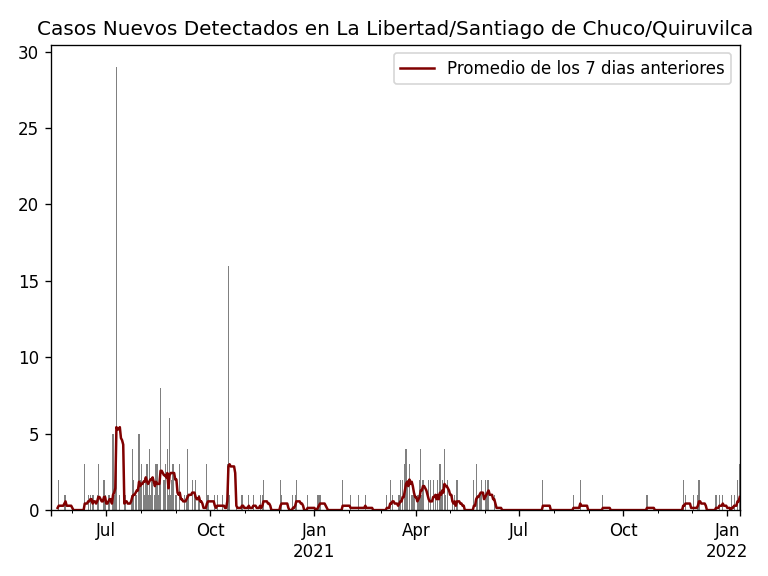 Casos Nuevos Detectados en La Libertad/Santiago de Chuco/Quiruvilca
Promedio de los 7 dias anteriores
30
25
20
15
10
5
0
Jul Oct Jan Apr Jul Oct Jan
2021 2022